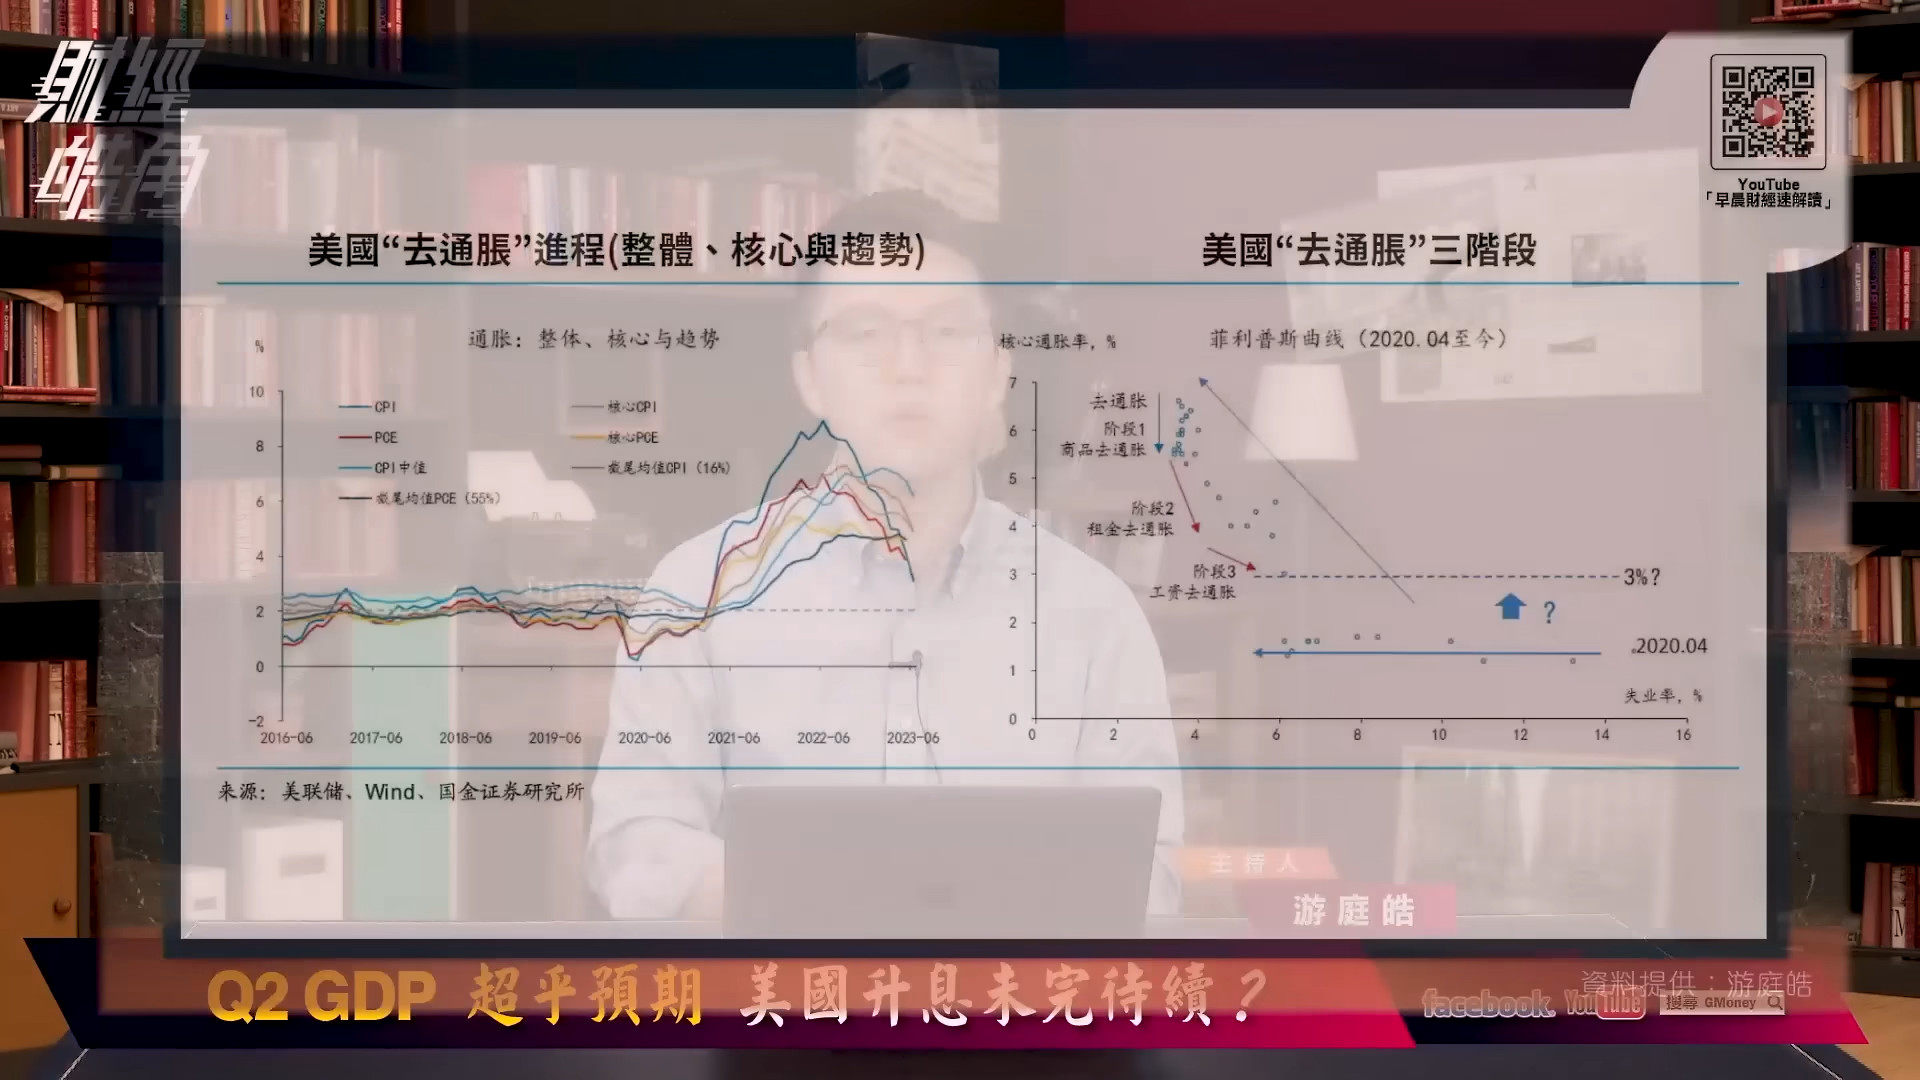 財經
皓角
YouTube
「早晨財經速解讀」
美國“去通脹”進程(整體、核心與趨勢)
美國“去通脹”三階段
通胀：整体、核心与趋势
%
10
8
6
4
2
0
-2
CPI
核心CPI
PCE
核心PCE
CPI中值
截尾均值CPI（16%）
截尾均值PCE（55%）
2016-06
2017-06
2018-06
2019-06
2020-06
2021-06
2022-06
2023-06
核心通胀率，%
菲利普斯曲线（2020.04至今）
7
6
5
4
3
2
1
0
去通胀
阶段1
商品去通胀
阶段2
租金去通胀
阶段3
工资去通胀
3%?
?
2020.04
失业率，%
0
2
4
6
8
10
12
14
16
来源：美联储、Wind、国金证券研究所
主持人
游庭皓
Q2 GDP 超乎預期 美國升息未完待續？
資料提供：游庭皓
facebook.
YouTube
搜尋 GMoney